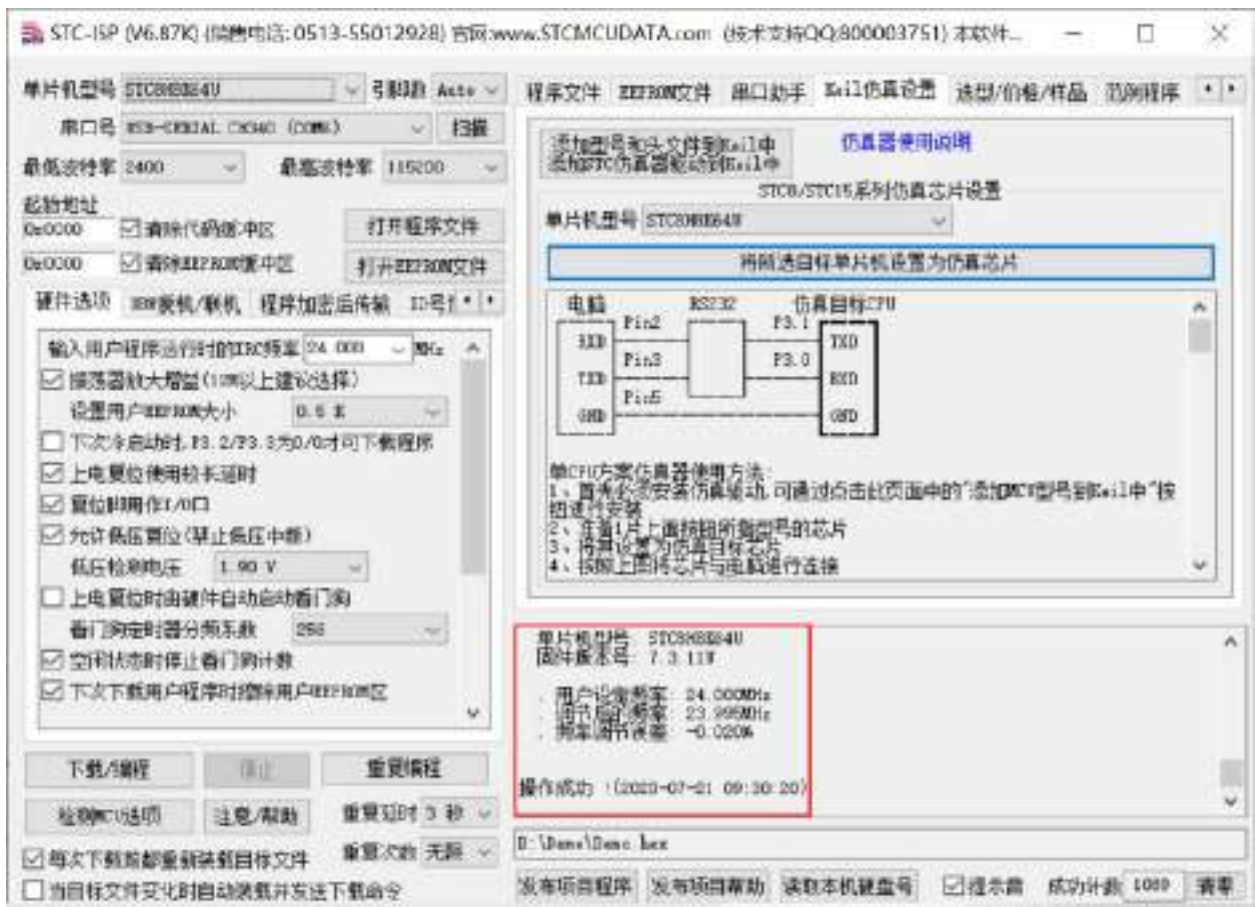 STC-ISP (V6.87K) (销售电话: 0513-55012928) 官网:www.STCMCUDATA.com (技术支持QQ:800003751) 本软件...
单片机型号 STC8H8K64U 引脚数 Auto
串口号 USB-SERIAL CH340 (COM6) 扫描
最低波特率 2400 最高波特率 115200
起始地址
0x0000 清除代码缓冲区 打开程序文件
0x0000 清除EEPROM缓冲区 打开EEPROM文件
硬件选项 USB脱机/联机 程序加密后传输 ID号
输入用户程序运行时的IRC频率 24.000 MHz
振荡器放大增益(12M以上建议选择)
设置用户EEPROM大小 0.5 K
下次冷启动时, P3.2/P3.3为0/0才可下载程序
上电复位使用较长延时
复位脚用作I/O口
允许低压复位(禁止低压中断)
低压检测电压 1.90 V
上电复位时由硬件自动启动看门狗
看门狗定时器分频系数 256
空闲状态时停止看门狗计数
下次下载用户程序时擦除用户EEPROM区
下载/编程 停止 重复编程
检测MCU选项 注意/帮助 重复延时 3 秒
每次下载前都重新装载目标文件 重复次数 无限
当目标文件变化时自动装载并发送下载命令
程序文件 EEPROM文件 串口助手 Keil仿真设置 选型/价格/样品 范例程序
添加型号和头文件到Keil中
添加STC仿真器驱动到Keil中
仿真器使用说明
STC8/STC15系列仿真芯片设置
单片机型号 STC8H8K64U
将所选目标单片机设置为仿真芯片
电脑 RS232 仿真目标CPU
RXD Pin2 P3.1 TXD
TXD Pin3 P3.0 RXD
GND Pin5 GND
单CPU方案仿真器使用方法:
1、首先必须安装仿真驱动,可通过点击此页面中的"添加MCU型号到Keil中"按
钮进行安装
2、准备1片上面按钮所指型号的芯片
3、将其设置为仿真目标芯片
4、按照上图将芯片与电脑进行连接
单片机型号: STC8H8K64U
固件版本号: 7.3.11U
. 用户设定频率: 24.000MHz
. 调节后的频率: 23.995MHz
. 频率调节误差: -0.020%
操作成功 !(2020-07-21 09:30:20)
D:\Demo\Demo.hex
发布项目程序 发布项目帮助 读取本机硬盘号 提示音 成功计数 1089 清零